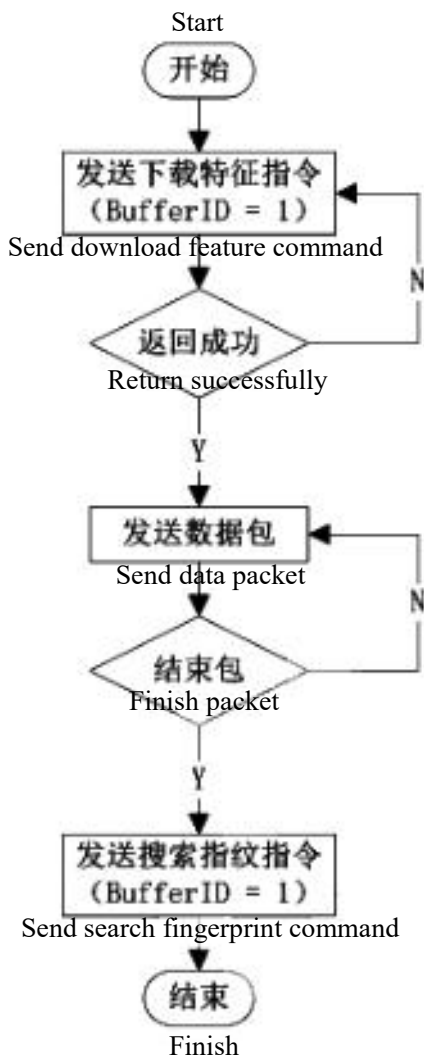 Start
开始
发送下载特征指令
(BufferID = 1)
Send download feature command
N
返回成功
Return successfully
Y
发送数据包
Send data packet
N
结束包
Finish packet
Y
发送搜索指纹指令
(BufferID = 1)
Send search fingerprint command
结束
Finish